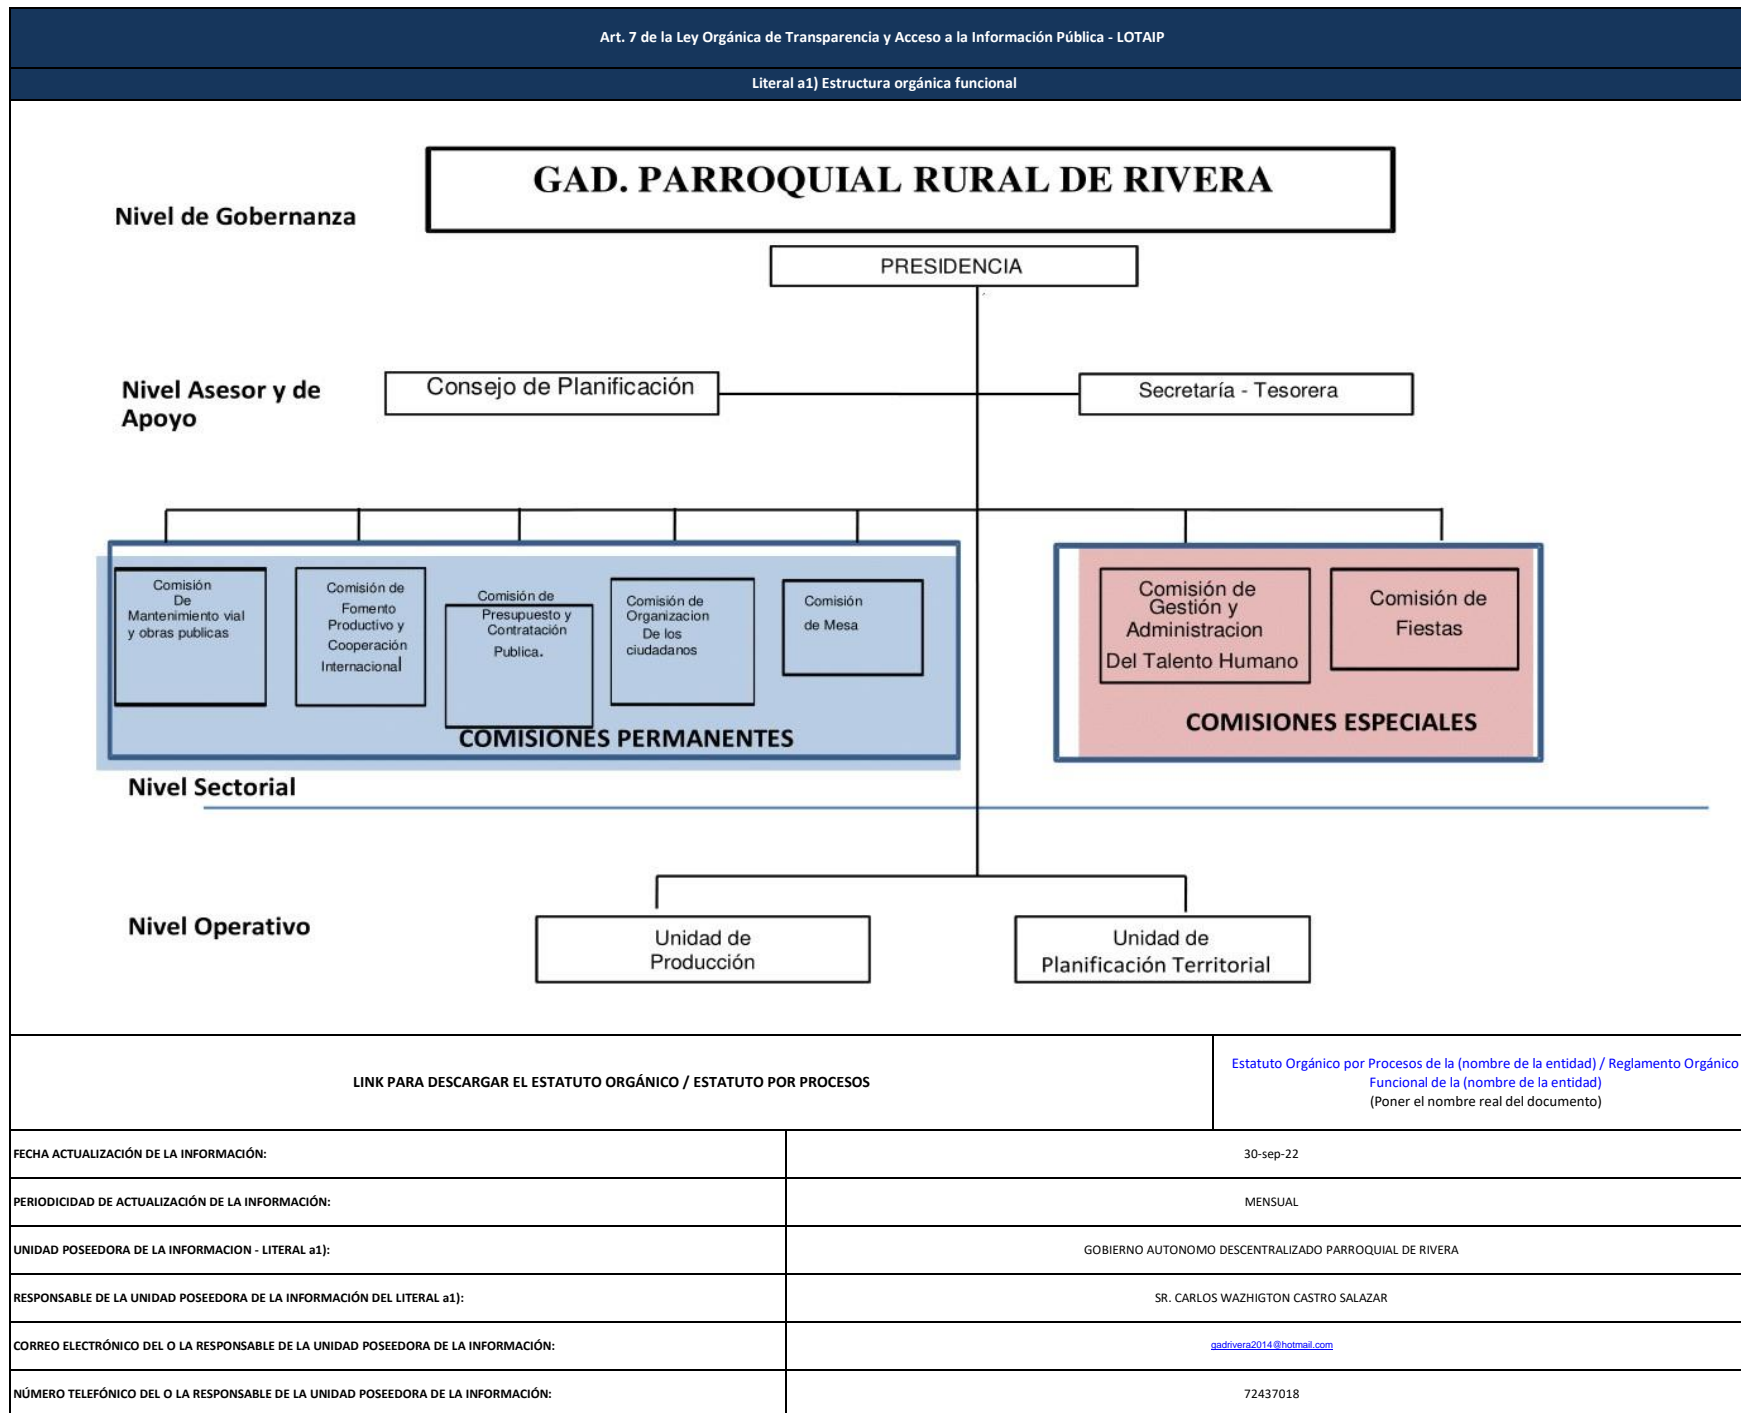 Art. 7 de la Ley Orgánica de Transparencia y Acceso a la Información Pública - LOTAIP
Literal a1) Estructura orgánica funcional
GAD. PARROQUIAL RURAL DE RIVERA
Nivel de Gobernanza
PRESIDENCIA
Nivel Asesor y de
Apoyo
Consejo de Planificación
Secretaría - Tesorera
Comisión
De
Mantenimiento vial
y obras publicas
Comisión de
Fomento
Productivo y
Cooperación
Internacional
Comisión de
Presupuesto y
Contratación
Publica.
Comisión de
Organizacion
De los
ciudadanos
Comisión
de Mesa
COMISIONES PERMANENTES
Comisión de
Gestión y
Administracion
Del Talento Humano
Comisión de
Fiestas
COMISIONES ESPECIALES
Nivel Sectorial
Nivel Operativo
Unidad de
Producción
Unidad de
Planificación Territorial
LINK PARA DESCARGAR EL ESTATUTO ORGÁNICO / ESTATUTO POR PROCESOS
Estatuto Orgánico por Procesos de la (nombre de la entidad) / Reglamento Orgánico
Funcional de la (nombre de la entidad)
(Poner el nombre real del documento)
FECHA ACTUALIZACIÓN DE LA INFORMACIÓN:
30-sep-22
PERIODICIDAD DE ACTUALIZACIÓN DE LA INFORMACIÓN:
MENSUAL
UNIDAD POSEEDORA DE LA INFORMACION - LITERAL a1):
GOBIERNO AUTONOMO DESCENTRALIZADO PARROQUIAL DE RIVERA
RESPONSABLE DE LA UNIDAD POSEEDORA DE LA INFORMACIÓN DEL LITERAL a1):
SR. CARLOS WAZHIGTON CASTRO SALAZAR
CORREO ELECTRÓNICO DEL O LA RESPONSABLE DE LA UNIDAD POSEEDORA DE LA INFORMACIÓN:
gadrivera2014@hotmail.com
NÚMERO TELEFÓNICO DEL O LA RESPONSABLE DE LA UNIDAD POSEEDORA DE LA INFORMACIÓN:
72437018